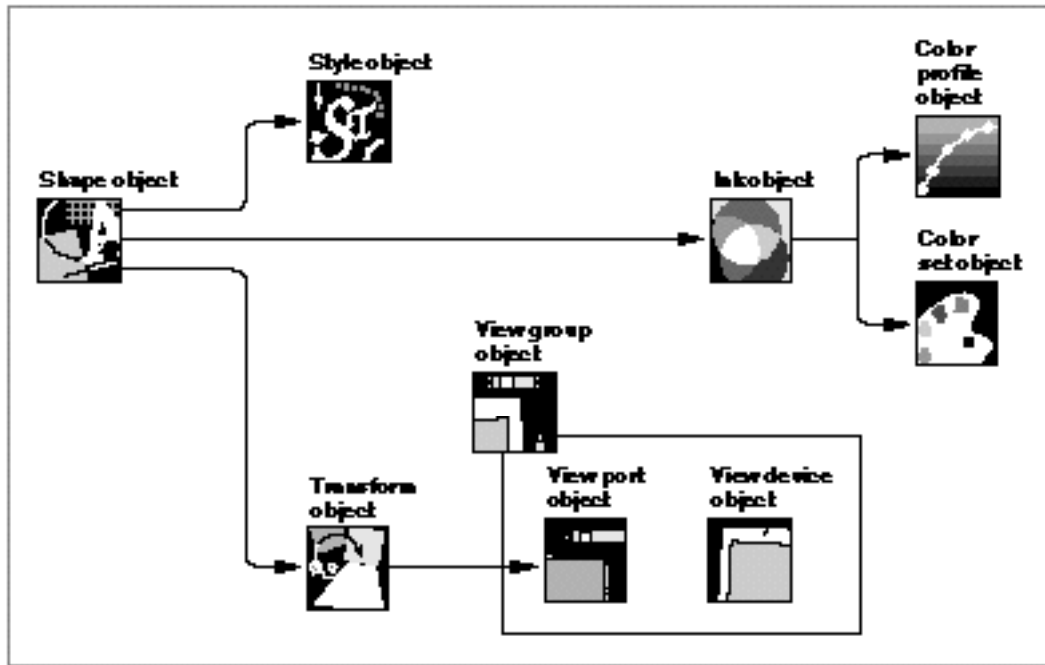 Style object
Color
profile
object
Shape object
Ink object
Color
set object
View group
object
Transform
object
View port
object
View device
object